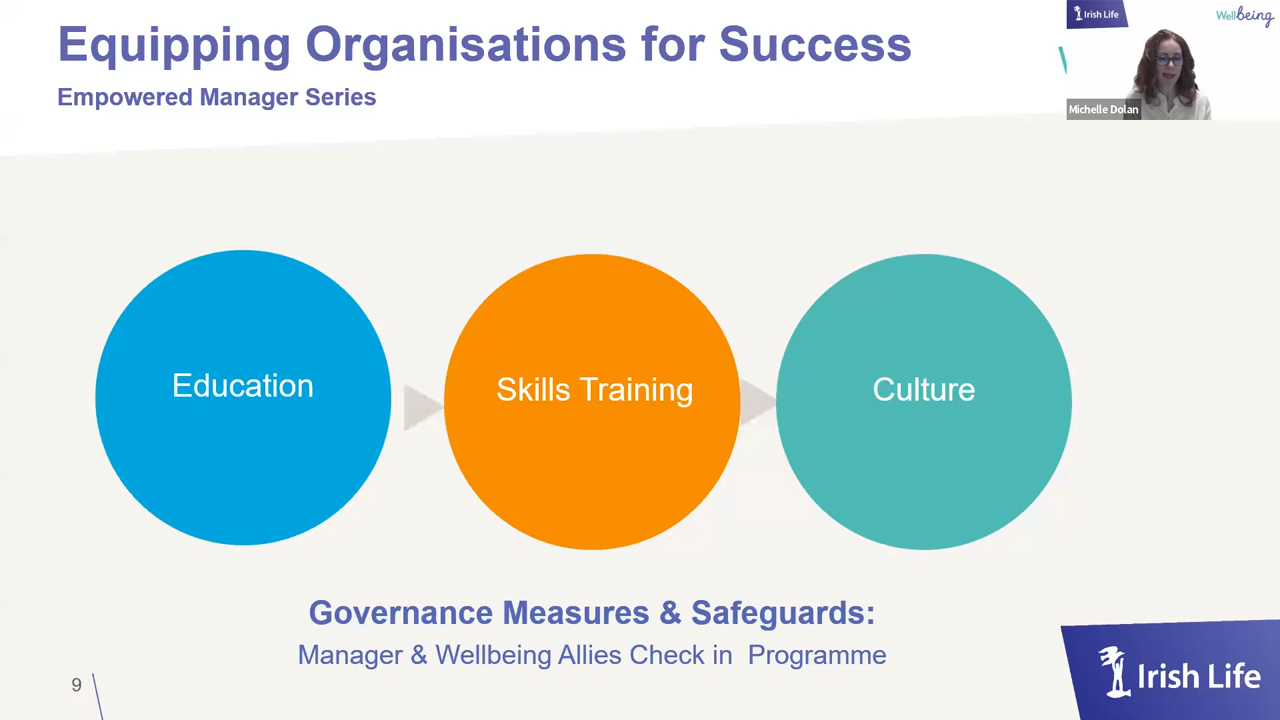 Equipping Organisations for Success
Empowered Manager Series
Irish Life
Wellbeing
Michelle Dolan
Education
Skills Training
Culture
Governance Measures & Safeguards:
Manager & Wellbeing Allies Check in  Programme
9
Irish Life